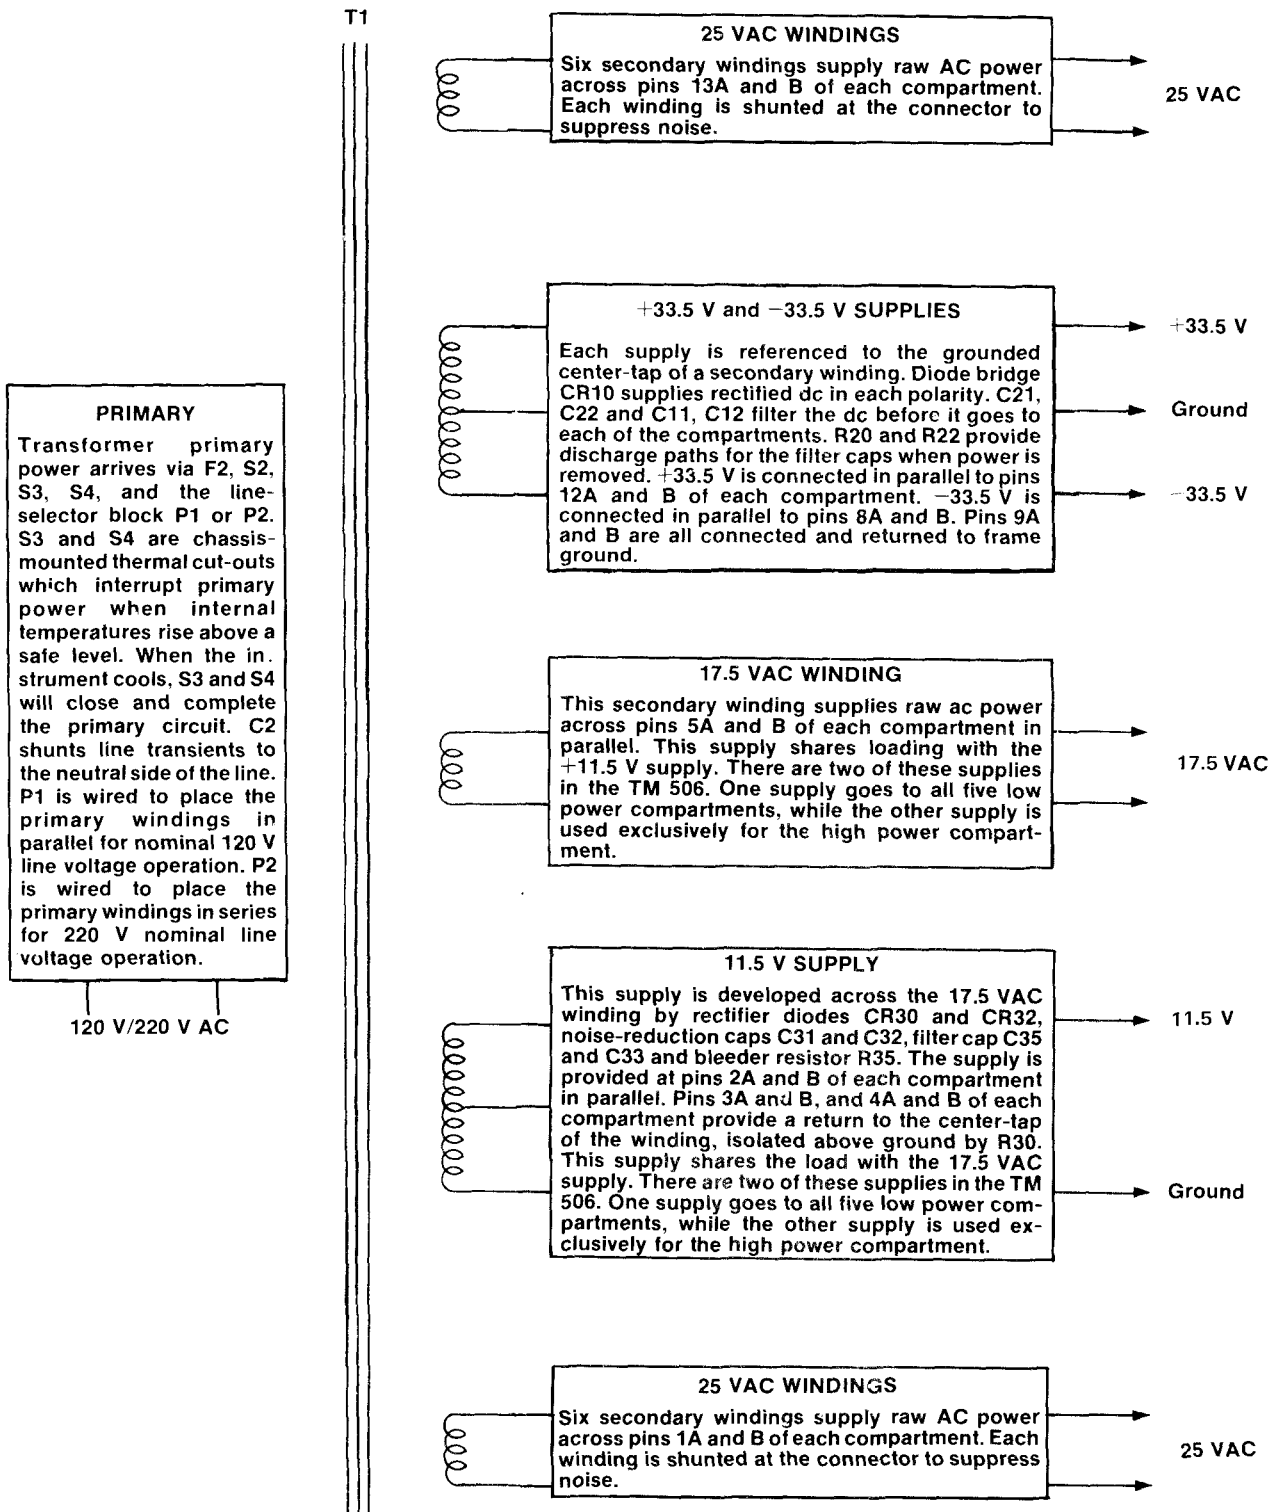 T1
25 VAC WINDINGS
Six secondary windings supply raw AC power
across pins 13A and B of each compartment.
Each winding is shunted at the connector to
suppress noise.
25 VAC
+33.5 V and −33.5 V SUPPLIES
Each supply is referenced to the grounded
center-tap of a secondary winding. Diode bridge
CR10 supplies rectified dc in each polarity. C21,
C22 and C11, C12 filter the dc before it goes to
each of the compartments. R20 and R22 provide
discharge paths for the filter caps when power is
removed. +33.5 V is connected in parallel to pins
12A and B of each compartment. −33.5 V is
connected in parallel to pins 8A and B. Pins 9A
and B are all connected and returned to frame
ground.
+33.5 V
Ground
−33.5 V
PRIMARY
Transformer primary
power arrives via F2, S2,
S3, S4, and the line-
selector block P1 or P2.
S3 and S4 are chassis-
mounted thermal cut-outs
which interrupt primary
power when internal
temperatures rise above a
safe level. When the in.
strument cools, S3 and S4
will close and complete
the primary circuit. C2
shunts line transients to
the neutral side of the line.
P1 is wired to place the
primary windings in
parallel for nominal 120 V
line voltage operation. P2
is wired to place the
primary windings in series
for 220 V nominal line
voltage operation.
120 V/220 V AC
17.5 VAC WINDING
This secondary winding supplies raw ac power
across pins 5A and B of each compartment in
parallel. This supply shares loading with the
+11.5 V supply. There are two of these supplies
in the TM 506. One supply goes to all five low
power compartments, while the other supply is
used exclusively for the high power compart-
ment.
17.5 VAC
11.5 V SUPPLY
This supply is developed across the 17.5 VAC
winding by rectifier diodes CR30 and CR32,
noise-reduction caps C31 and C32, filter cap C35
and C33 and bleeder resistor R35. The supply is
provided at pins 2A and B of each compartment
in parallel. Pins 3A and B, and 4A and B of each
compartment provide a return to the center-tap
of the winding, isolated above ground by R30.
This supply shares the load with the 17.5 VAC
supply. There are two of these supplies in the TM
506. One supply goes to all five low power com-
partments, while the other supply is used ex-
clusively for the high power compartment.
11.5 V
Ground
25 VAC WINDINGS
Six secondary windings supply raw AC power
across pins 1A and B of each compartment. Each
winding is shunted at the connector to suppress
noise.
25 VAC